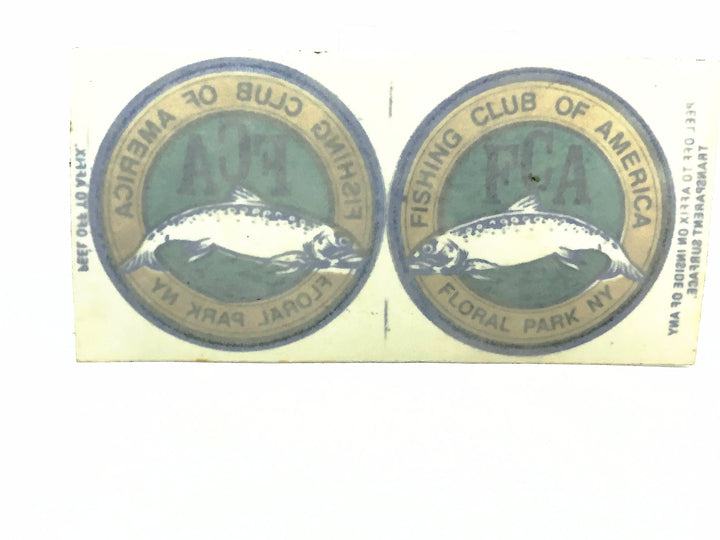 PEEL OFF TO AFFIX.
FISHING CLUB OF AMERICA
FCA
FLORAL PARK NY
FISHING CLUB OF AMERICA
FCA
FLORAL PARK NY
PEEL OFF TO AFFIX ON INSIDE OF ANY
TRANSPARENT SURFACE.